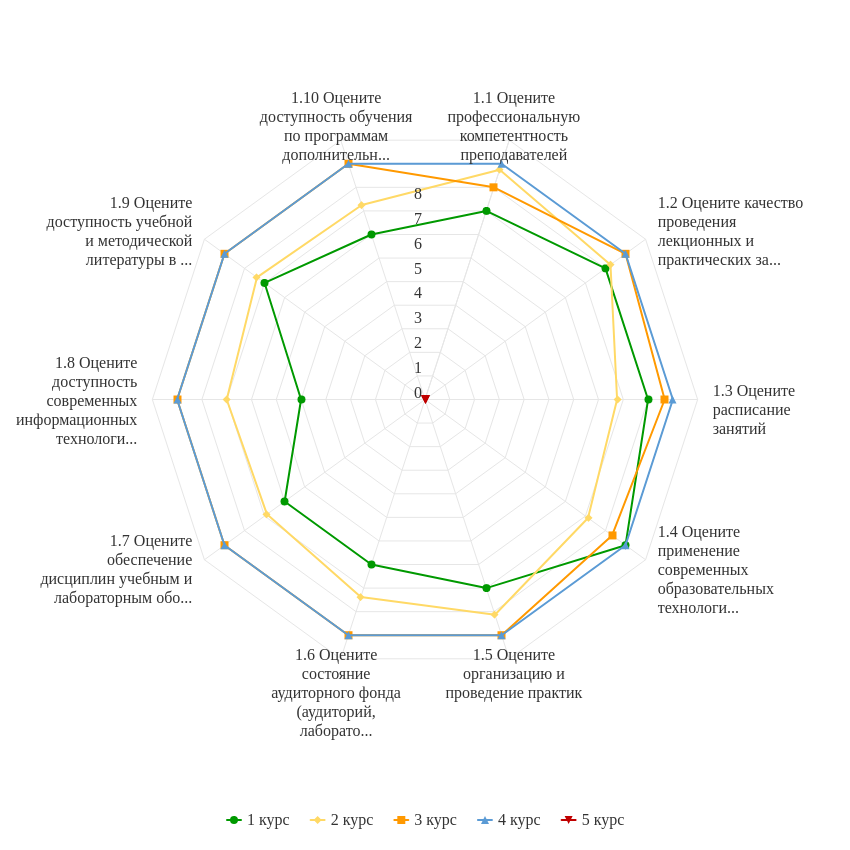 1.10 Оцените
доступность обучения
по программам
дополнительн...
1.1 Оцените
профессиональную
компетентность
преподавателей
1.2 Оцените качество
проведения
лекционных и
практических за...
1.3 Оцените
расписание
занятий
1.4 Оцените
применение
современных
образовательных
технологи...
1.5 Оцените
организацию и
проведение практик
1.6 Оцените
состояние
аудиторного фонда
(аудиторий,
лаборато...
1.7 Оцените
обеспечение
дисциплин учебным и
лабораторным обо...
1.8 Оцените
доступность
современных
информационных
технологи...
1.9 Оцените
доступность учебной
и методической
литературы в ...
8
7
6
5
4
3
2
1
0
1 курс 2 курс 3 курс 4 курс 5 курс